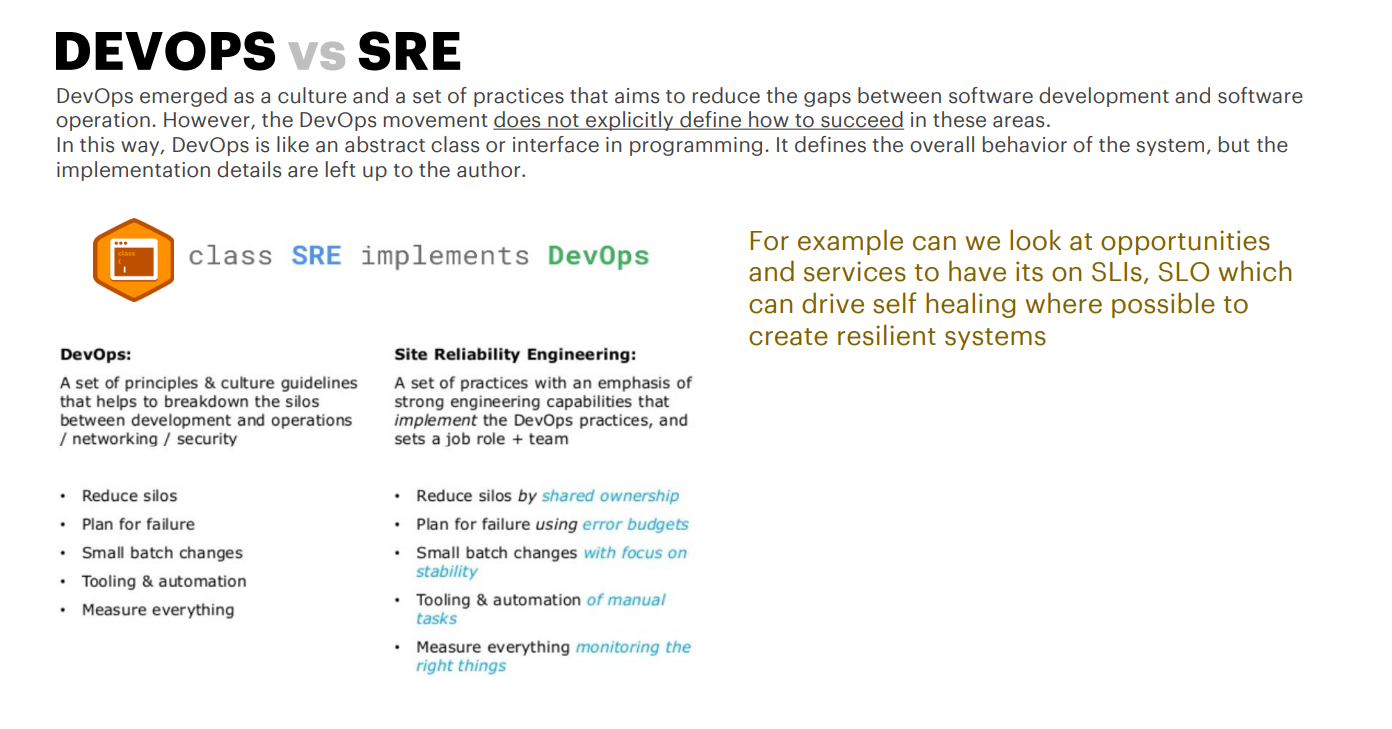 DEVOPS vs SRE
DevOps emerged as a culture and a set of practices that aims to reduce the gaps between software development and software
operation. However, the DevOps movement does not explicitly define how to succeed in these areas.
In this way, DevOps is like an abstract class or interface in programming. It defines the overall behavior of the system, but the
implementation details are left up to the author.
class
{
class SRE implements DevOps
For example can we look at opportunities
and services to have its on SLIs, SLO which
can drive self healing where possible to
create resilient systems
DevOps:
A set of principles & culture guidelines
that helps to breakdown the silos
between development and operations
/ networking / security
• Reduce silos
• Plan for failure
• Small batch changes
• Tooling & automation
• Measure everything
Site Reliability Engineering:
A set of practices with an emphasis of
strong engineering capabilities that
implement the DevOps practices, and
sets a job role + team
• Reduce silos by shared ownership
• Plan for failure using error budgets
• Small batch changes with focus on
stability
• Tooling & automation of manual
tasks
• Measure everything monitoring the
right things